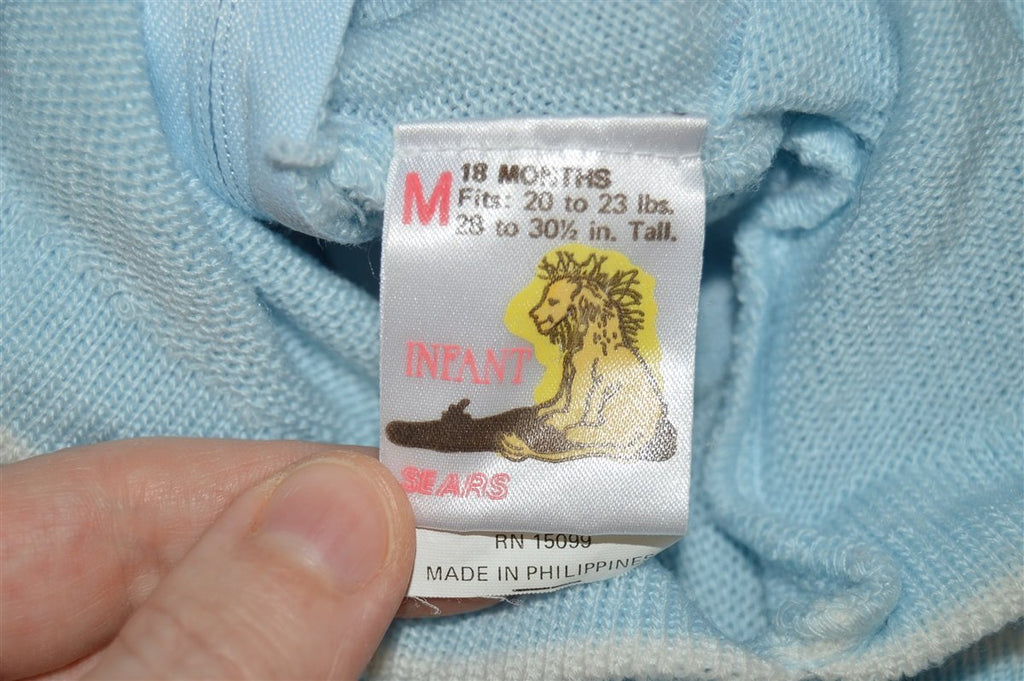 M
18 MONTHS
Fits: 20 to 23 lbs.
28 to 30½ in. Tall.
INFANT
SEARS
RN 15099
MADE IN PHILIPPINES